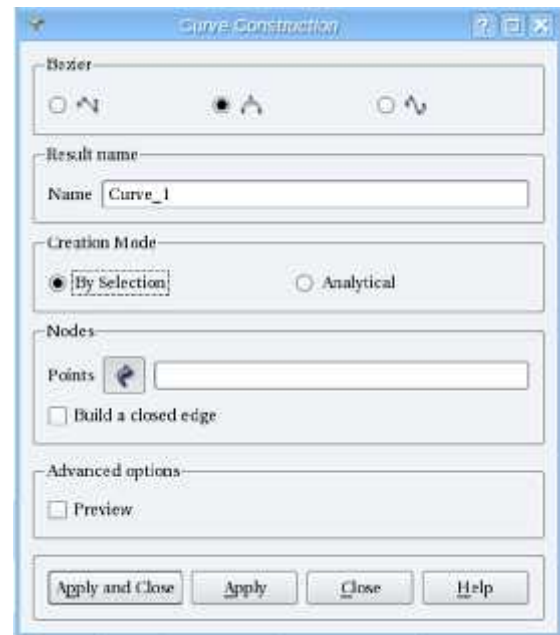 Curve Construction
Bezier
Result name
Name Curve_1
Creation Mode
By Selection Analytical
Nodes
Points
Build a closed edge
Advanced options
Preview
Apply and Close Apply Close Help